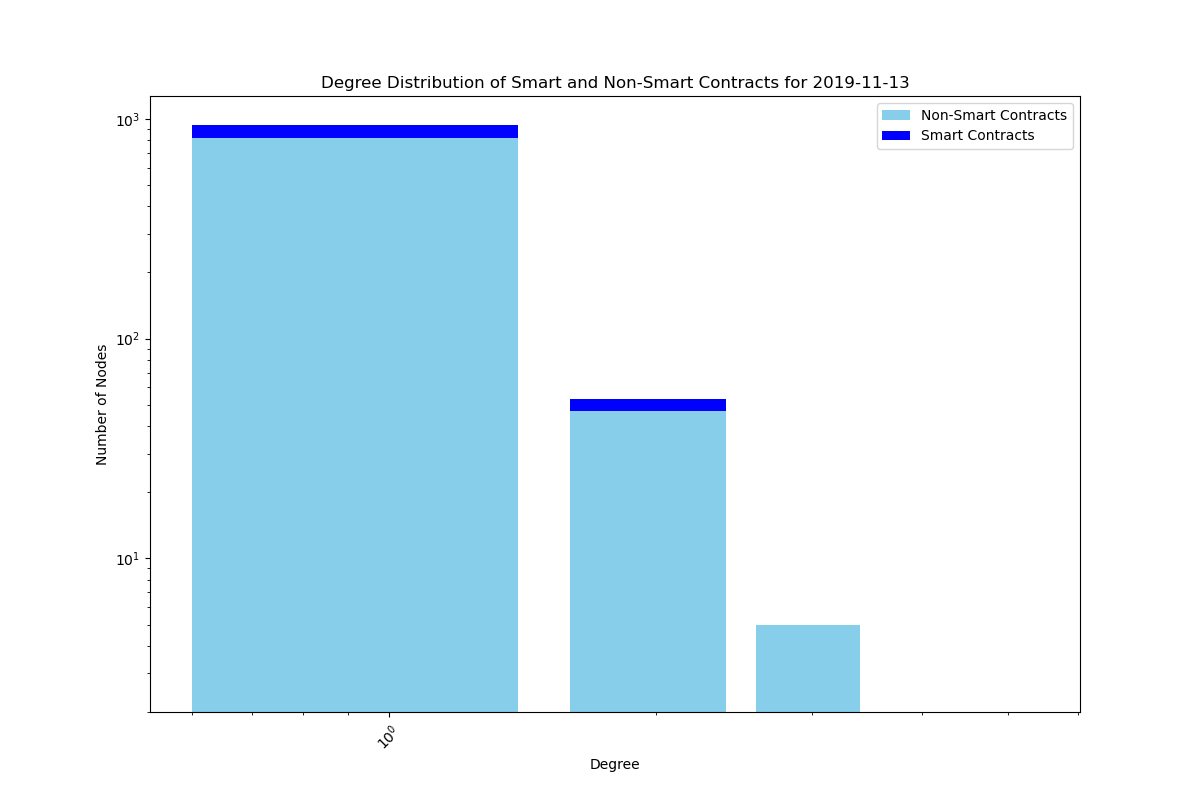 Degree Distribution of Smart and Non-Smart Contracts for 2019-11-13
Non-Smart Contracts
Smart Contracts
10³
10²
10¹
Number of Nodes
10⁰
Degree